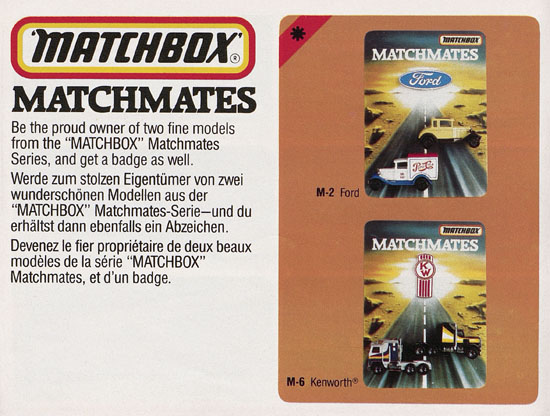 "MATCHBOX"®
MATCHMATES
Be the proud owner of two fine models
from the "MATCHBOX" Matchmates
Series, and get a badge as well.
Werde zum stolzen Eigentümer von zwei
wunderschönen Modellen aus der
"MATCHBOX" Matchmates-Serie—und du
erhältst dann ebenfalls ein Abzeichen.
Devenez le fier propriétaire de deux beaux
modèles de la série "MATCHBOX"
Matchmates, et d'un badge.
*
MATCHBOX
MATCHMATES
Ford
M-2 Ford
MATCHBOX
MATCHMATES
KW
M-6 Kenworth®